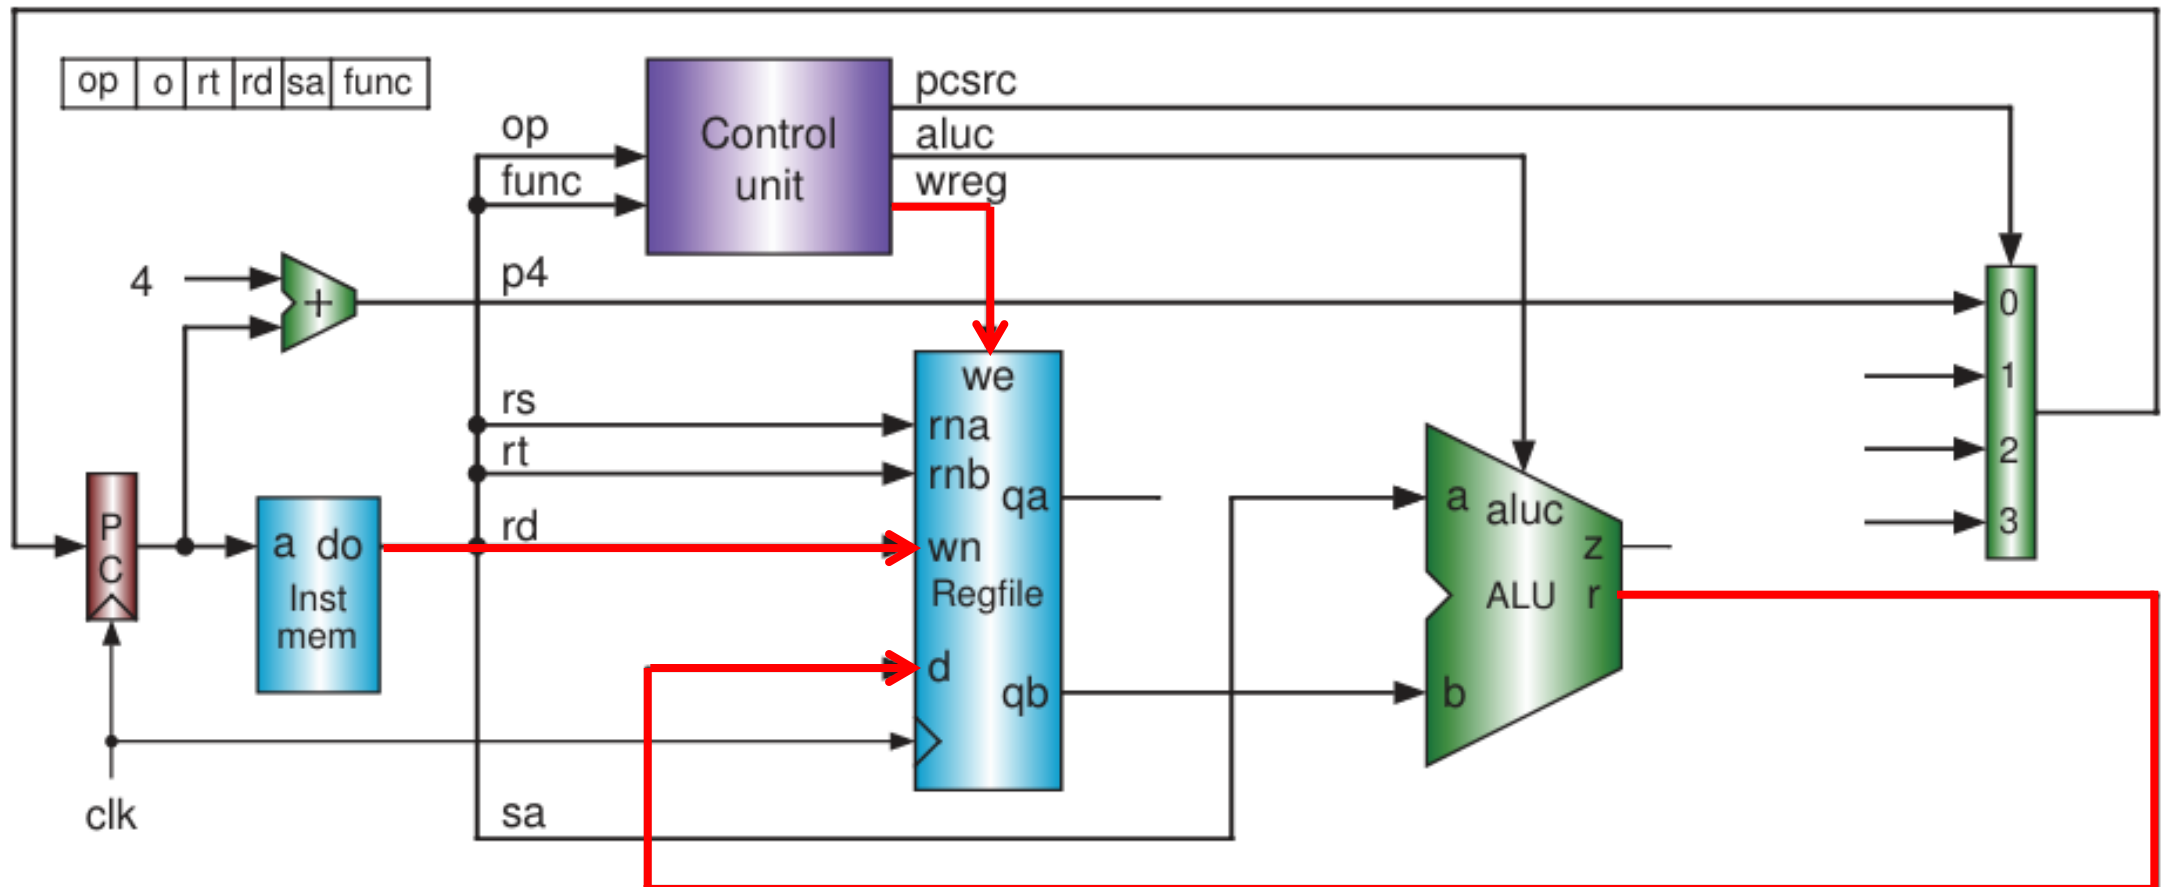 op o rt rd sa func
pcsrc
op
Control unit
aluc
func
wreg
4
+
p4
0
we
1
rs
rna
rt
rnb
2
qa
a
aluc
3
P C
a do
rd
wn
z
Inst mem
Regfile
ALU
r
d
qb
b
clk
sa